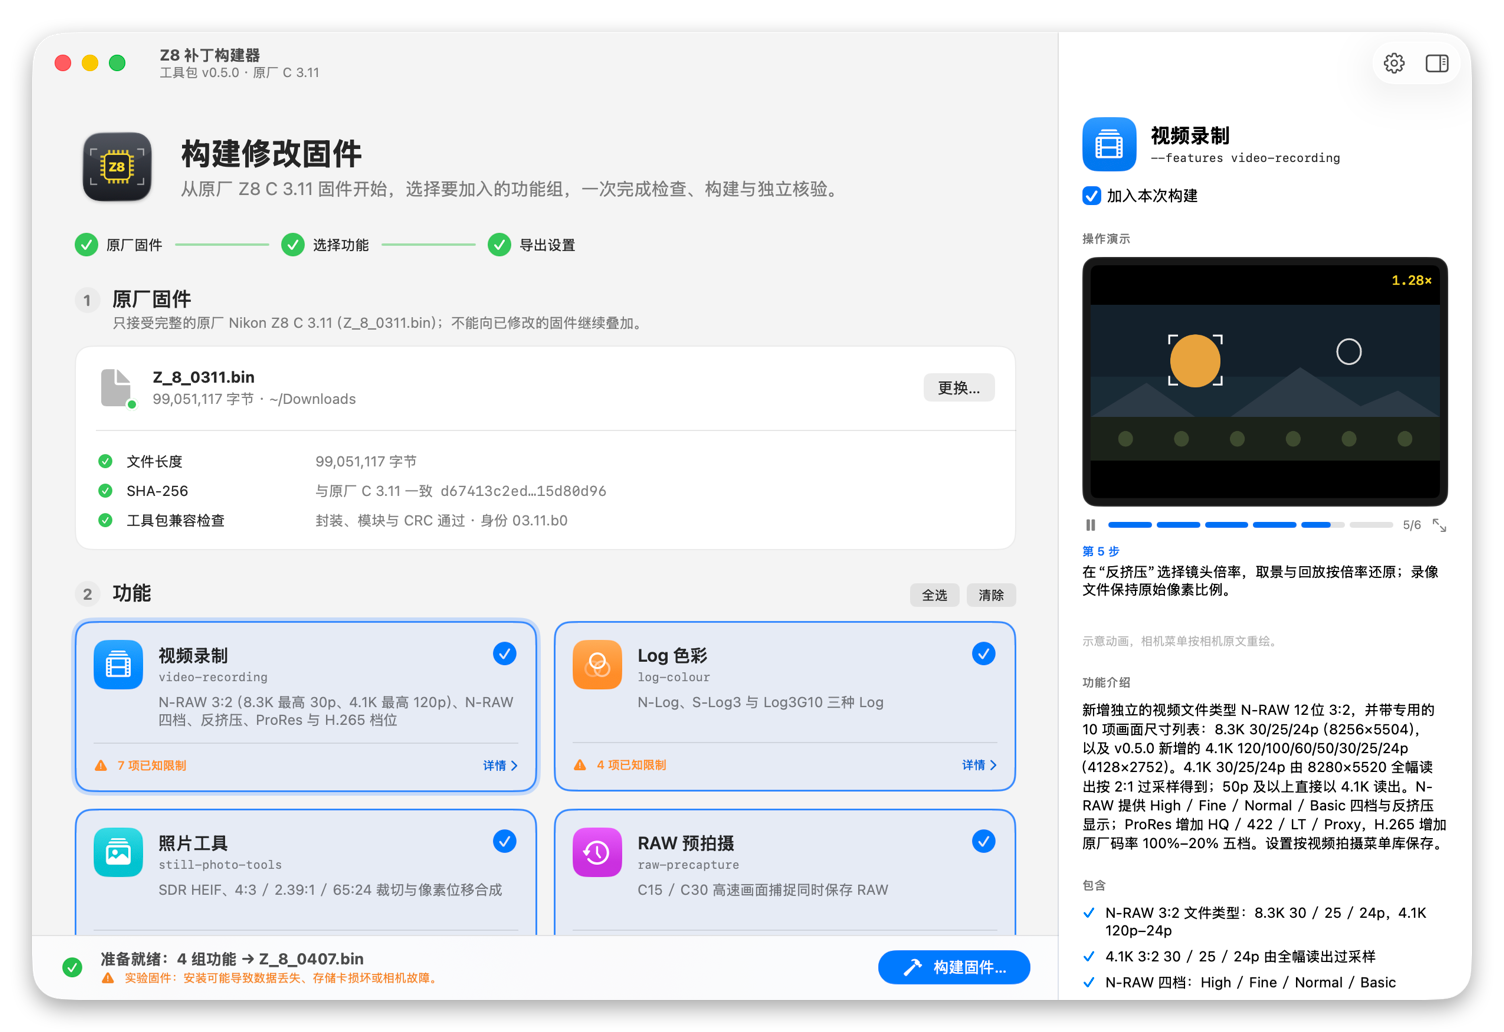 Z8 补丁构建器
工具包 v0.5.0 · 原厂 C 3.11
Z8
构建修改固件
从原厂 Z8 C 3.11 固件开始，选择要加入的功能组，一次完成检查、构建与独立核验。
原厂固件
选择功能
导出设置
1
原厂固件
只接受完整的原厂 Nikon Z8 C 3.11 (Z_8_0311.bin)；不能向已修改的固件继续叠加。
Z_8_0311.bin
99,051,117 字节 · ~/Downloads
更换...
文件长度
99,051,117 字节
SHA-256
与原厂 C 3.11 一致 d67413c2ed…15d80d96
工具包兼容检查
封装、模块与 CRC 通过 · 身份 03.11.b0
2
功能
全选
清除
视频录制
video-recording
N-RAW 3:2 (8.3K 最高 30p、4.1K 最高 120p)、N-RAW
四档、反挤压、ProRes 与 H.265 档位
7 项已知限制
详情
Log 色彩
log-colour
N-Log、S-Log3 与 Log3G10 三种 Log
4 项已知限制
详情
照片工具
still-photo-tools
SDR HEIF、4:3 / 2.39:1 / 65:24 裁切与像素位移合成
RAW 预拍摄
raw-precapture
C15 / C30 高速画面捕捉同时保存 RAW
准备就绪：4 组功能 → Z_8_0407.bin
实验固件：安装可能导致数据丢失、存储卡损坏或相机故障。
构建固件...
视频录制
--features video-recording
加入本次构建
操作演示
1.28×
5/6
第 5 步
在“反挤压”选择镜头倍率，取景与回放按倍率还原；录像
文件保持原始像素比例。
示意动画，相机菜单按相机原文重绘。
功能介绍
新增独立的视频文件类型 N-RAW 12位 3:2，并带专用的
10 项画面尺寸列表：8.3K 30/25/24p (8256×5504)，
以及 v0.5.0 新增的 4.1K 120/100/60/50/30/25/24p
(4128×2752)。4.1K 30/25/24p 由 8280×5520 全幅读
出按 2:1 过采样得到；50p 及以上直接以 4.1K 读出。N-
RAW 提供 High / Fine / Normal / Basic 四档与反挤压
显示；ProRes 增加 HQ / 422 / LT / Proxy，H.265 增加
原厂码率 100%–20% 五档。设置按视频拍摄菜单库保存。
包含
N-RAW 3:2 文件类型：8.3K 30 / 25 / 24p，4.1K
120p–24p
4.1K 3:2 30 / 25 / 24p 由全幅读出过采样
N-RAW 四档：High / Fine / Normal / Basic